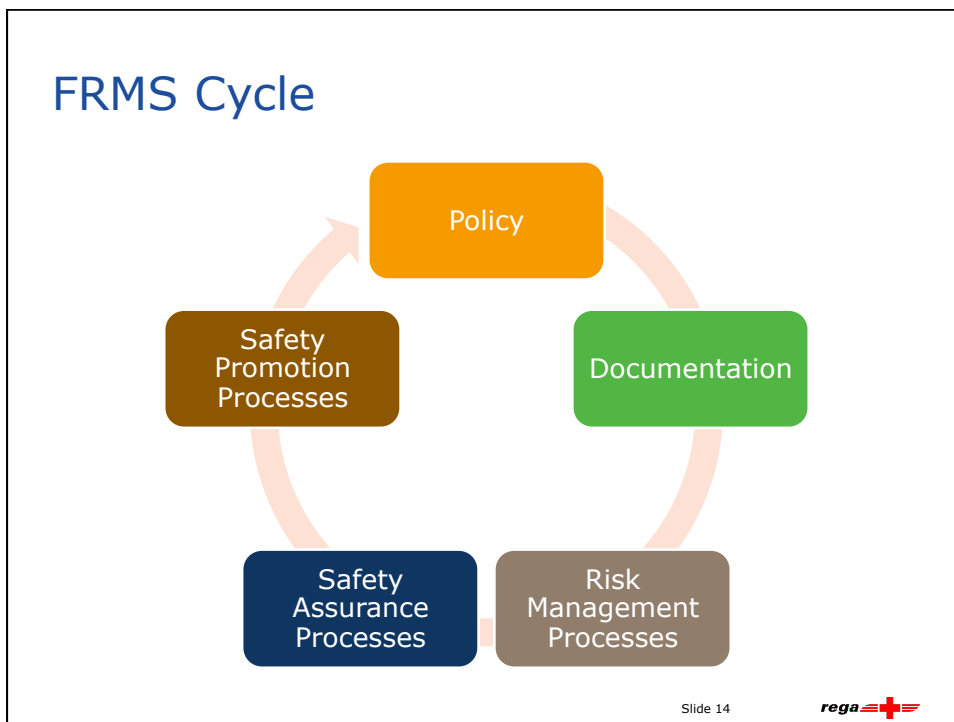 FRMS Cycle
Policy
Documentation
Risk
Management
Processes
Safety
Assurance
Processes
Safety
Promotion
Processes
Slide 14
rega